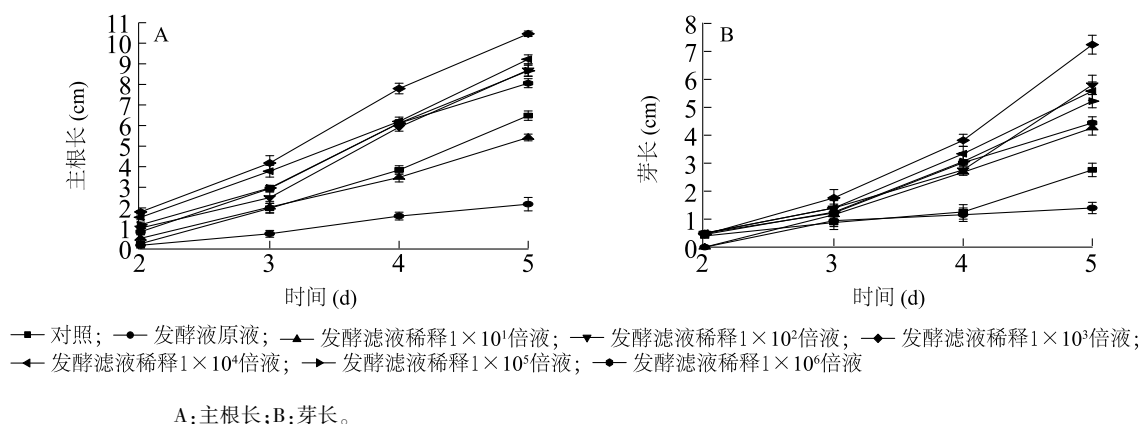 A
主根长 (cm)
11
10
9
8
7
6
5
4
3
2
1
0
2 3 4 5
时间 (d)
B
芽长 (cm)
8
7
6
5
4
3
2
1
0
2 3 4 5
时间 (d)
对照; 发酵液原液; 发酵滤液稀释1×10¹倍液; 发酵滤液稀释1×10²倍液; 发酵滤液稀释1×10³倍液;
发酵滤液稀释1×10⁴倍液; 发酵滤液稀释1×10⁵倍液; 发酵滤液稀释1×10⁶倍液
A:主根长;B:芽长。